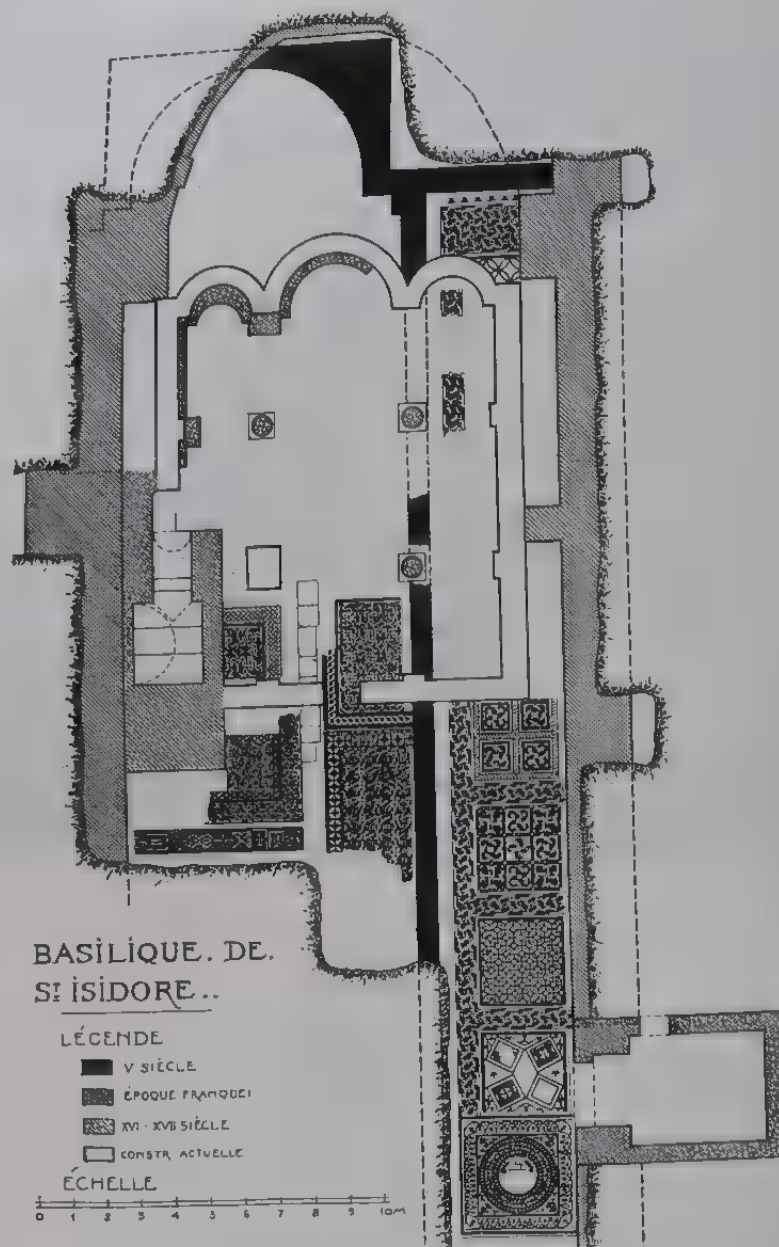 BASILIQUE. DE.
ST ISIDORE..
LÉGENDE
V SIÈCLE
ÉPOQUE FRANQUEI
XVI - XVII SIÈCLE
CONSTR, ACTUELLE
ÉCHELLE
0 1 2 3 4 5 6 7 8 9 10M